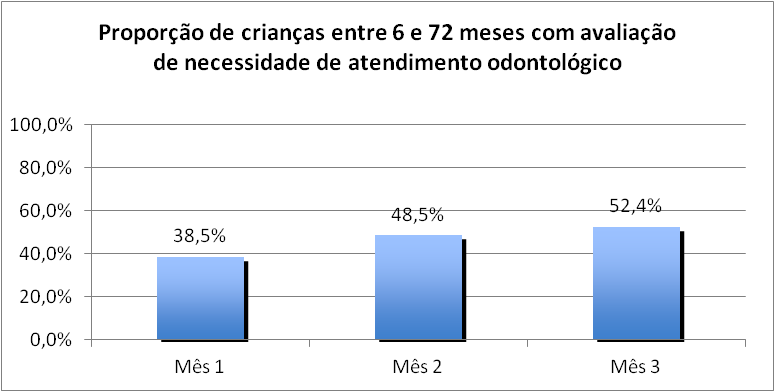 Proporção de crianças entre 6 e 72 meses com avaliação
de necessidade de atendimento odontológico
100,0%
80,0%
60,0%
40,0%
20,0%
0,0%
38,5%
48,5%
52,4%
Mês 1
Mês 2
Mês 3